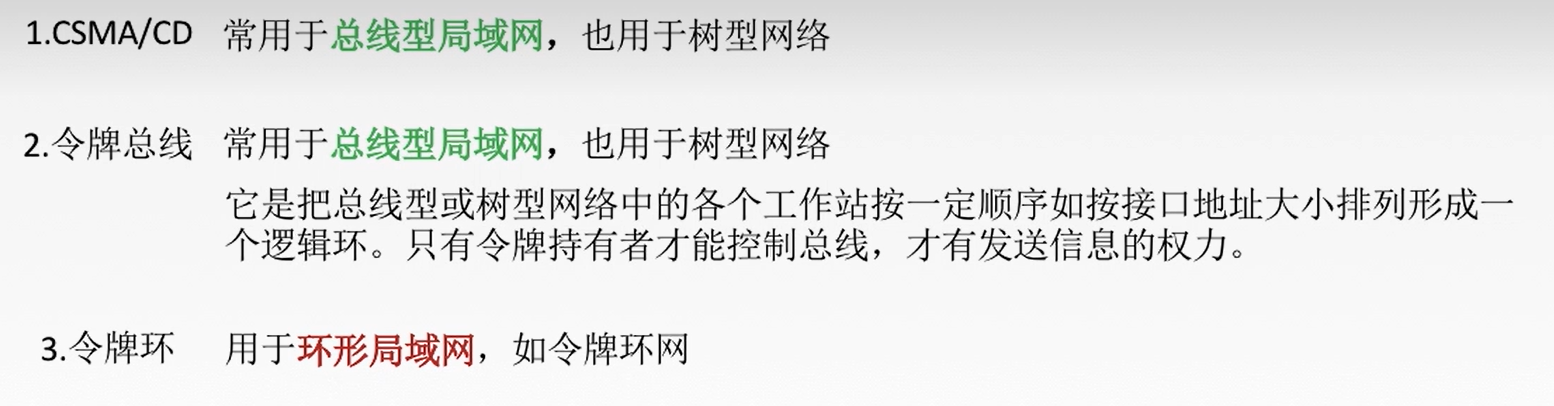 1.CSMA/CD 常用于总线型局域网，也用于树型网络
2.令牌总线 常用于总线型局域网，也用于树型网络
它是把总线型或树型网络中的各个工作站按一定顺序如按接口地址大小排列形成一
个逻辑环。只有令牌持有者才能控制总线，才有发送信息的权力。
3.令牌环 用于环形局域网，如令牌环网